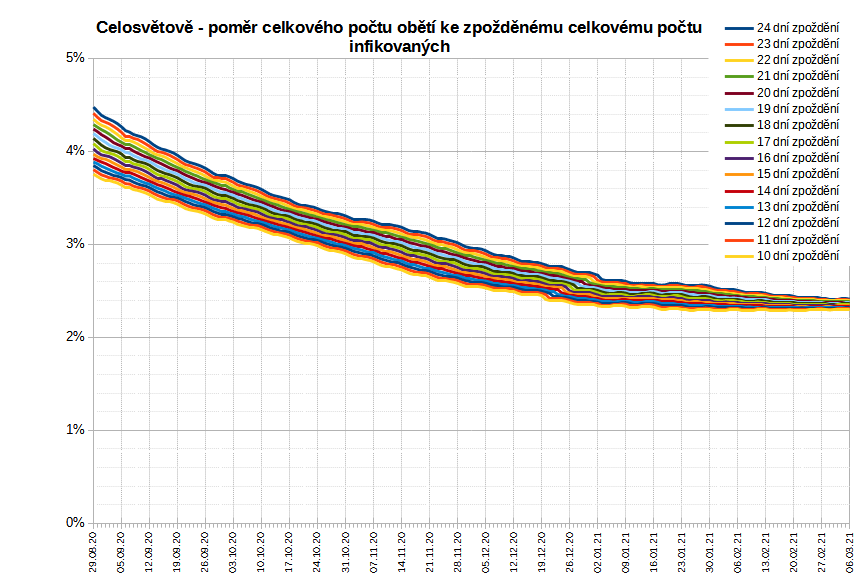 Celosvětově - poměr celkového počtu obětí ke zpožděnému celkovému počtu
infikovaných
24 dní zpoždění
23 dní zpoždění
22 dní zpoždění
21 dní zpoždění
20 dní zpoždění
19 dní zpoždění
18 dní zpoždění
17 dní zpoždění
16 dní zpoždění
15 dní zpoždění
14 dní zpoždění
13 dní zpoždění
12 dní zpoždění
11 dní zpoždění
10 dní zpoždění
5%
4%
3%
2%
1%
0%
29.08.20
05.09.20
12.09.20
19.09.20
26.09.20
03.10.20
10.10.20
17.10.20
24.10.20
31.10.20
07.11.20
14.11.20
21.11.20
28.11.20
05.12.20
12.12.20
19.12.20
26.12.20
02.01.21
09.01.21
16.01.21
23.01.21
30.01.21
06.02.21
13.02.21
20.02.21
27.02.21
06.03.21